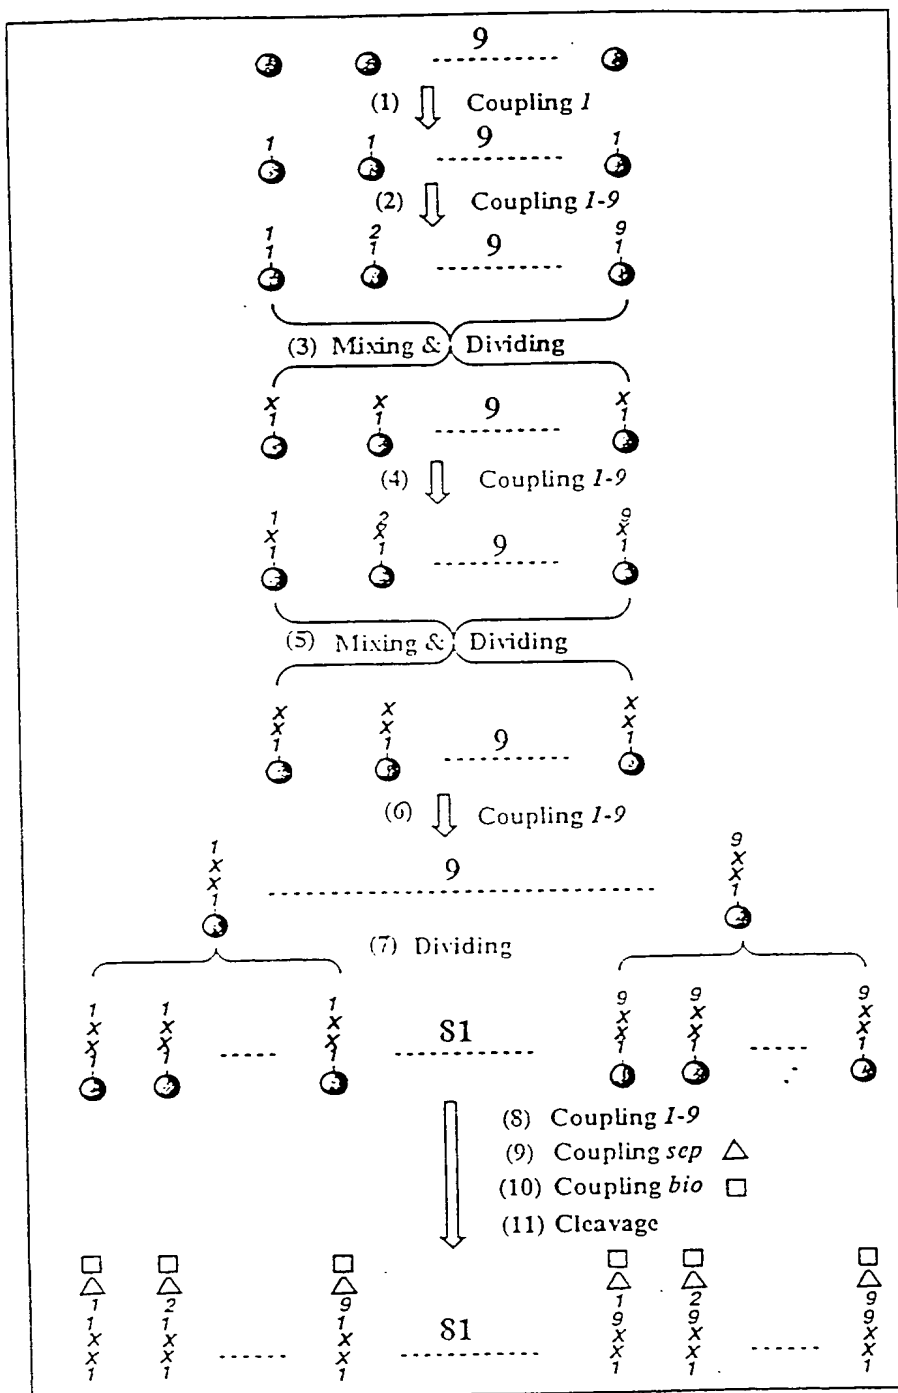 9
(1) Coupling 1
1 1 9 1
(2) Coupling 1-9
1 2 9 9
1 1 1
(3) Mixing & Dividing
x x 9 x
1 1 1
(4) Coupling 1-9
1 2 9
x x 9 x
1 1 1
(5) Mixing & Dividing
x x x
x x 9 x
1 1 1
(6) Coupling 1-9
1 9
x 9 x
x x
1 1
(7) Dividing
1 1 1 9 9 9
x x x 81 x x x
x x x x x x
1 1 1 1 1 1
(8) Coupling 1-9
(9) Coupling scp
(10) Coupling bio
(11) Cleavage
1 2 9 1 2 9
1 1 1 9 9 9
x x x 81 x x x
x x x x x x
1 1 1 1 1 1